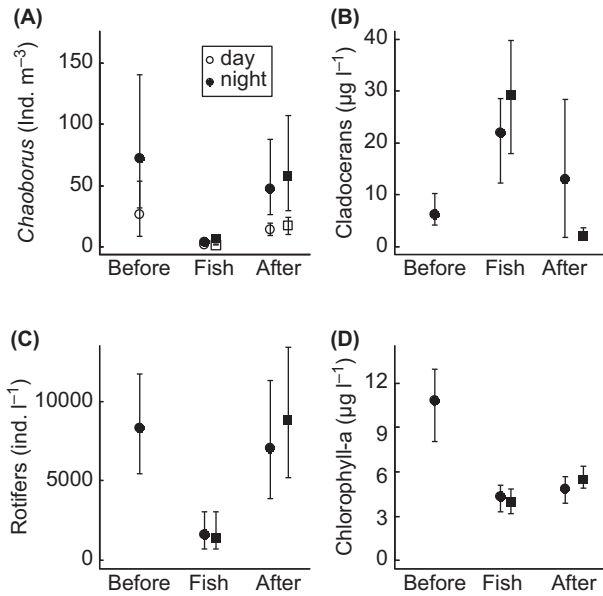 (A)
Chaoborus (Ind. m⁻³)
150
100
50
0
day
night
Before Fish After
(B)
Cladocerans (µg l⁻¹)
40
30
20
10
0
Before Fish After
(C)
Rotifers (ind. l⁻¹)
10000
5000
0
Before Fish After
(D)
Chlorophyll-a (µg l⁻¹)
12
9
6
3
0
Before Fish After